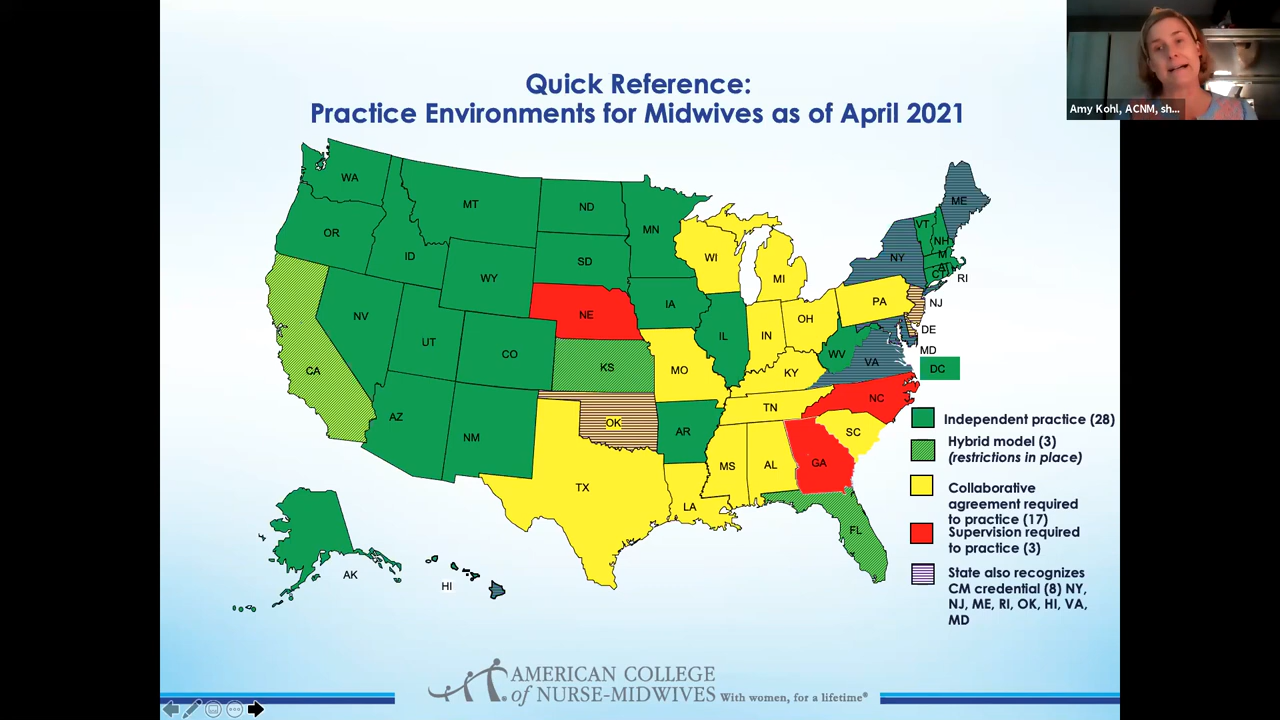 Quick Reference:
Practice Environments for Midwives as of April 2021
Amy Kohl, ACNM, sh...
WA
OR
CA
ID
NV
MT
WY
UT
AZ
CO
NM
ND
SD
NE
KS
OK
TX
MN
IA
MO
AR
LA
WI
IL
MI
IN
OH
KY
TN
MS
AL
GA
FL
SC
NC
VA
WV
PA
NY
VT
NH
ME
M
CT
RI
NJ
DE
MD
DC
AK
HI
Independent practice (28)
Hybrid model (3)
(restrictions in place)
Collaborative
agreement required
to practice (17)
Supervision required
to practice (3)
State also recognizes
CM credential (8) NY,
NJ, ME, RI, OK, HI, VA,
MD
AMERICAN COLLEGE
of NURSE-MIDWIVES With women, for a lifetime®